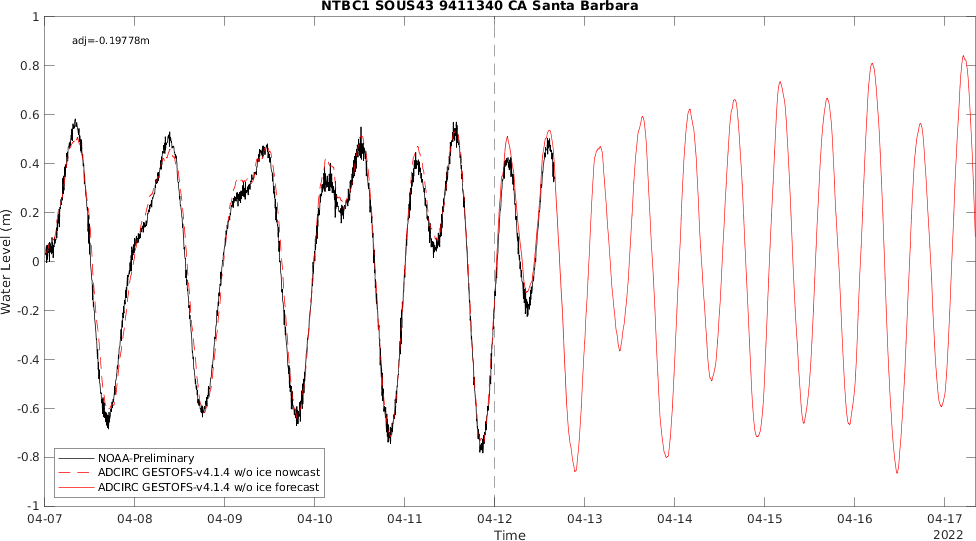 NTBC1 SOUS43 9411340 CA Santa Barbara
adj=-0.19778m
1
0.8
0.6
0.4
0.2
0
-0.2
-0.4
-0.6
-0.8
-1
Water Level (m)
NOAA-Preliminary
ADCIRC GESTOFS-v4.1.4 w/o ice nowcast
ADCIRC GESTOFS-v4.1.4 w/o ice forecast
04-07 04-08 04-09 04-10 04-11 04-12 04-13 04-14 04-15 04-16 04-17
Time 2022